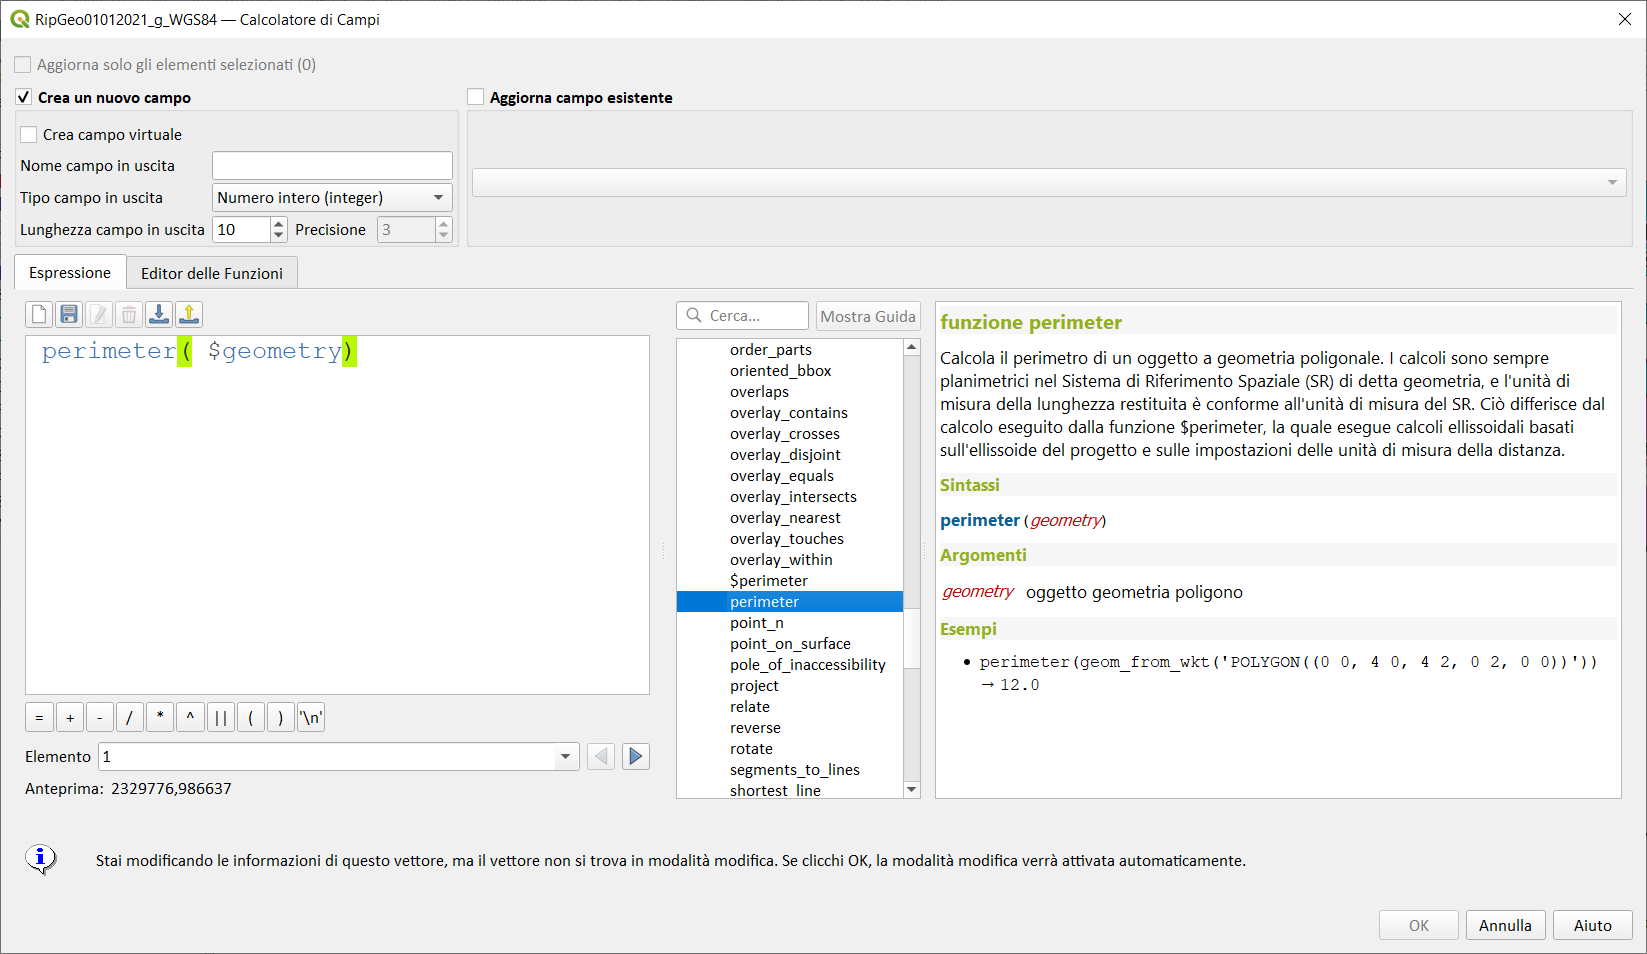 RipGeo01012021_g_WGS84 — Calcolatore di Campi
Aggiorna solo gli elementi selezionati (0)
Crea un nuovo campo
Aggiorna campo esistente
Crea campo virtuale
Nome campo in uscita
Tipo campo in uscita Numero intero (integer)
Lunghezza campo in uscita 10 Precisione 3
Espressione Editor delle Funzioni
perimeter( $geometry)
= + - / * ^ || ( ) '\n'
Elemento 1
Anteprima: 2329776,986637
Cerca... Mostra Guida
order_parts
oriented_bbox
overlaps
overlay_contains
overlay_crosses
overlay_disjoint
overlay_equals
overlay_intersects
overlay_nearest
overlay_touches
overlay_within
$perimeter
perimeter
point_n
point_on_surface
pole_of_inaccessibility
project
relate
reverse
rotate
segments_to_lines
shortest_line
funzione perimeter
Calcola il perimetro di un oggetto a geometria poligonale. I calcoli sono sempre
planimetrici nel Sistema di Riferimento Spaziale (SR) di detta geometria, e l'unità di
misura della lunghezza restituita è conforme all'unità di misura del SR. Ciò differisce dal
calcolo eseguito dalla funzione $perimeter, la quale esegue calcoli ellissoidali basati
sull'ellissoide del progetto e sulle impostazioni delle unità di misura della distanza.
Sintassi
perimeter (geometry)
Argomenti
geometry oggetto geometria poligono
Esempi
• perimeter(geom_from_wkt('POLYGON((0 0, 4 0, 4 2, 0 2, 0 0))'))
→ 12.0
Stai modificando le informazioni di questo vettore, ma il vettore non si trova in modalità modifica. Se clicchi OK, la modalità modifica verrà attivata automaticamente.
OK Annulla Aiuto